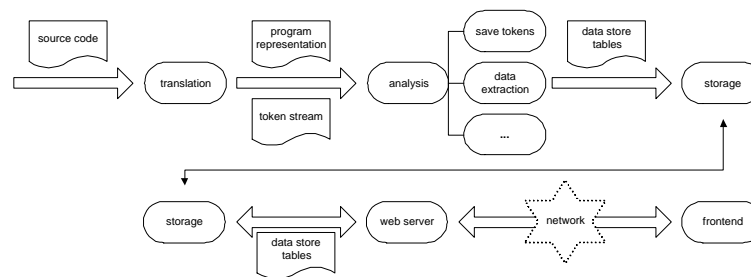 source code
translation
program
representation
token stream
analysis
save tokens
data
extraction
...
data store
tables
storage
storage
data store
tables
web server
network
frontend